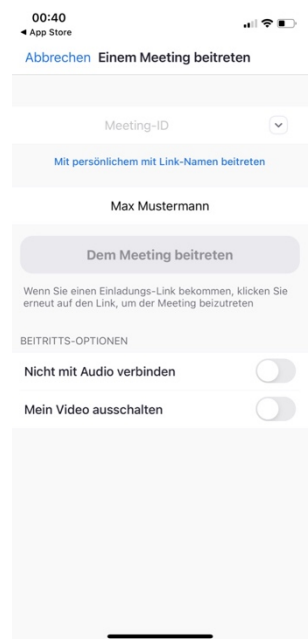 00:40
◀ App Store
Abbrechen Einem Meeting beitreten
Meeting-ID
Mit persönlichem mit Link-Namen beitreten
Max Mustermann
Dem Meeting beitreten
Wenn Sie einen Einladungs-Link bekommen, klicken Sie
erneut auf den Link, um der Meeting beizutreten
BEITRITTS-OPTIONEN
Nicht mit Audio verbinden
Mein Video ausschalten